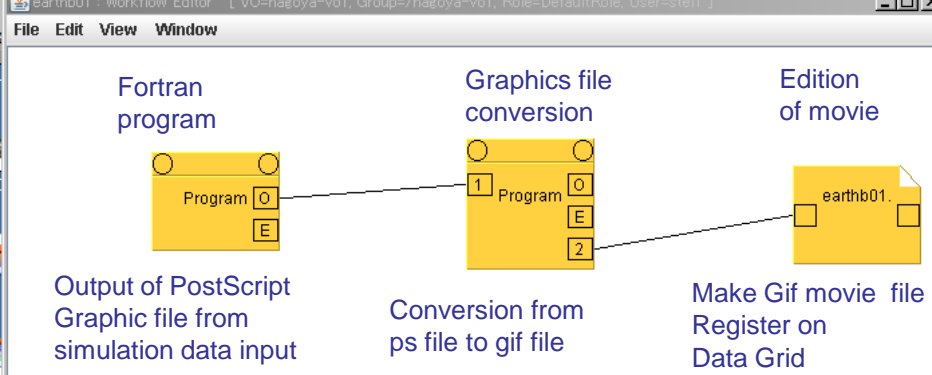 earthb01 : Workflow Editor [ VO=nagoya-vo1, Group=/nagoya-vo1, Role=DefaultRole, User=
File Edit View Window
Fortran
program
Graphics file
conversion
Edition
of movie
Program O
E
1 Program O
E
2
earthb01.
Output of PostScript
Graphic file from
simulation data input
Conversion from
ps file to gif file
Make Gif movie file
Register on
Data Grid